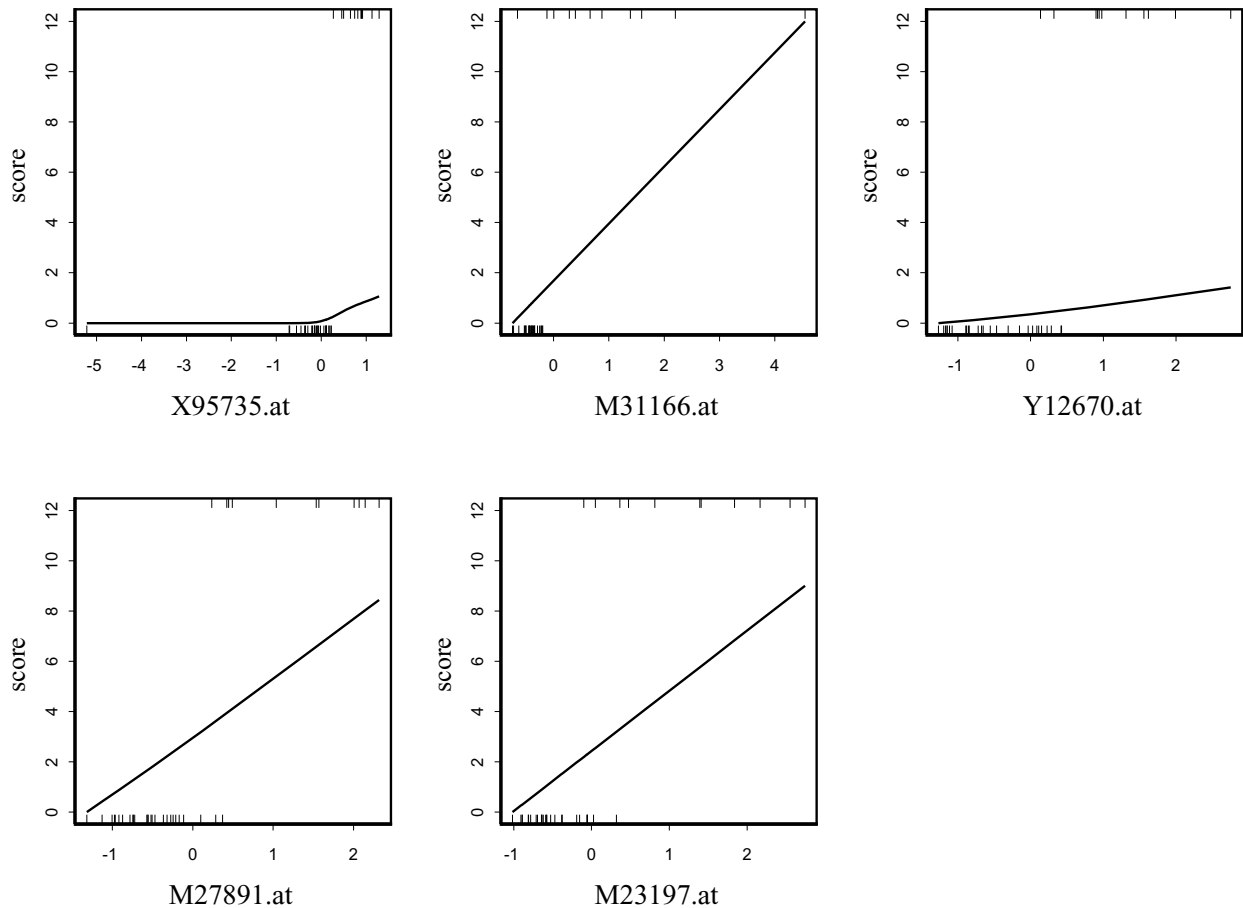 score
0 2 4 6 8 10 12
-5 -4 -3 -2 -1 0 1
X95735.at
score
0 2 4 6 8 10 12
0 1 2 3 4
M31166.at
score
0 2 4 6 8 10 12
-1 0 1 2
Y12670.at
score
0 2 4 6 8 10 12
-1 0 1 2
M27891.at
score
0 2 4 6 8 10 12
-1 0 1 2
M23197.at